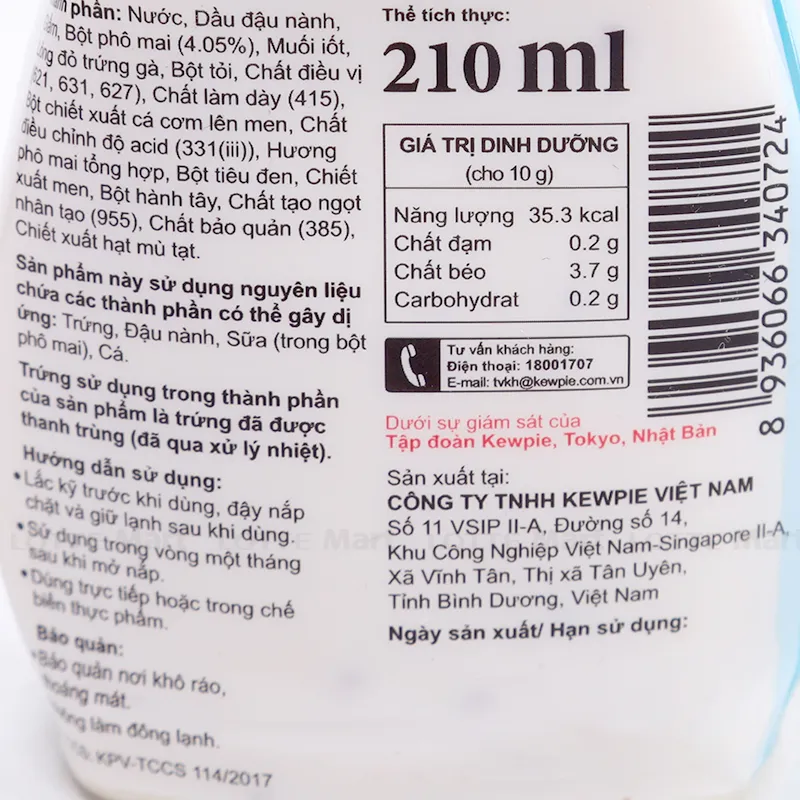 phần: Nước, Dầu đậu nành,
Bột phô mai (4.05%), Muối iốt,
đỏ trứng gà, Bột tỏi, Chất điều vị
631, 627), Chất làm dày (415),
Bột chiết xuất cá cơm lên men, Chất
điều chỉnh độ acid (331(iii)), Hương
phô mai tổng hợp, Bột tiêu đen, Chiết
xuất men, Bột hành tây, Chất tạo ngọt
nhân tạo (955), Chất bảo quản (385),
Chiết xuất hạt mù tạt.
Sản phẩm này sử dụng nguyên liệu
chứa các thành phần có thể gây dị
ứng: Trứng, Đậu nành, Sữa (trong bột
phô mai), Cá.
Trứng sử dụng trong thành phần
của sản phẩm là trứng đã được
thanh trùng (đã qua xử lý nhiệt).
Hướng dẫn sử dụng:
•Lắc kỹ trước khi dùng, đậy nắp
chặt và giữ lạnh sau khi dùng.
•Sử dụng trong vòng một tháng
sau khi mở nắp.
•Dùng trực tiếp hoặc trong chế
biến thực phẩm.
Bảo quản:
•Bảo quản nơi khô ráo,
thoáng mát.
làm đông lạnh.
KPV-TCCS 114/2017
Thể tích thực:
210 ml
GIÁ TRỊ DINH DƯỠNG
(cho 10 g)
Năng lượng 35.3 kcal
Chất đạm 0.2 g
Chất béo 3.7 g
Carbohydrat 0.2 g
Tư vấn khách hàng:
Điện thoại: 18001707
E-mail: tvkh@kewpie.com.vn
Dưới sự giám sát của
Tập đoàn Kewpie, Tokyo, Nhật Bản
Sản xuất tại:
CÔNG TY TNHH KEWPIE VIỆT NAM
Số 11 VSIP II-A, Đường số 14,
Khu Công Nghiệp Việt Nam-Singapore II-A,
Xã Vĩnh Tân, Thị xã Tân Uyên,
Tỉnh Bình Dương, Việt Nam
Ngày sản xuất/ Hạn sử dụng:
8 936066 340724
LOTTE Mart